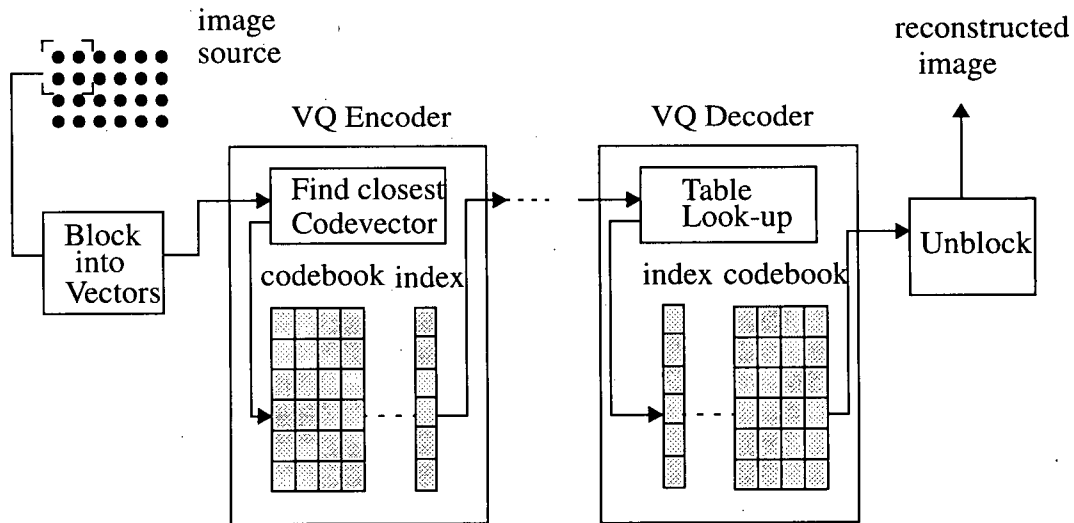 image
source
reconstructed
image
VQ Encoder
VQ Decoder
Find closest
Codevector
Table
Look-up
Block
into
Vectors
Unblock
codebook index
index codebook